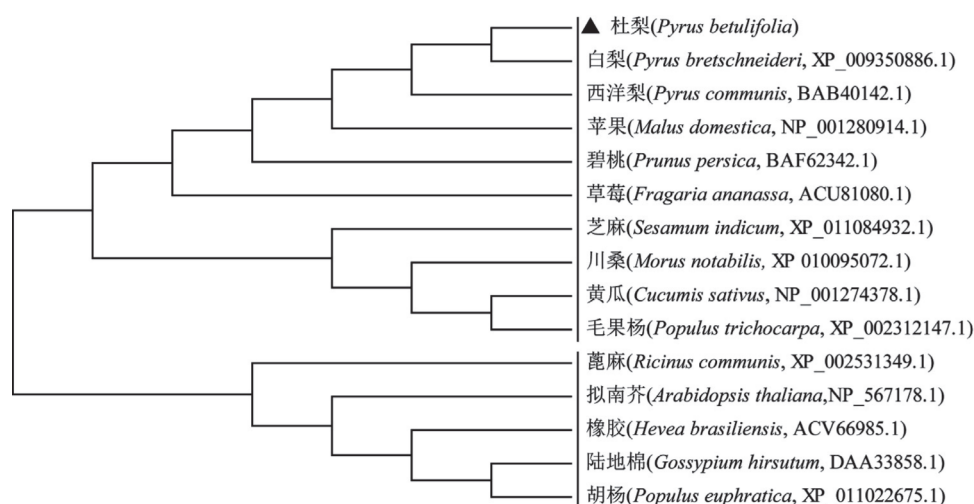 ▲ 杜梨(Pyrus betulifolia)
白梨(Pyrus bretschneideri, XP_009350886.1)
西洋梨(Pyrus communis, BAB40142.1)
苹果(Malus domestica, NP_001280914.1)
碧桃(Prunus persica, BAF62342.1)
草莓(Fragaria ananassa, ACU81080.1)
芝麻(Sesamum indicum, XP_011084932.1)
川桑(Morus notabilis, XP 010095072.1)
黄瓜(Cucumis sativus, NP_001274378.1)
毛果杨(Populus trichocarpa, XP_002312147.1)
蓖麻(Ricinus communis, XP_002531349.1)
拟南芥(Arabidopsis thaliana,NP_567178.1)
橡胶(Hevea brasiliensis, ACV66985.1)
陆地棉(Gossypium hirsutum, DAA33858.1)
胡杨(Populus euphratica, XP_011022675.1)